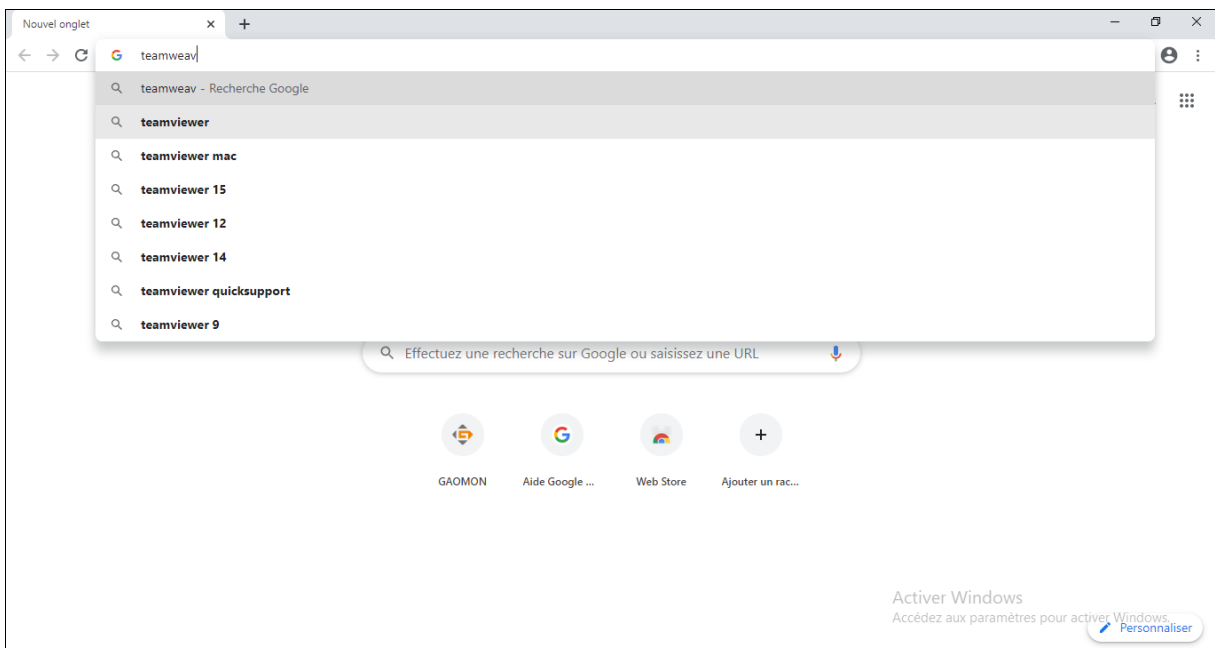 Nouvel onglet
teamweav
teamweav - Recherche Google
teamviewer
teamviewer mac
teamviewer 15
teamviewer 12
teamviewer 14
teamviewer quicksupport
teamviewer 9
Effectuez une recherche sur Google ou saisissez une URL
GAOMON
Aide Google ...
Web Store
Ajouter un rac...
Activer Windows
Accédez aux paramètres pour activer Windows.
Personnaliser